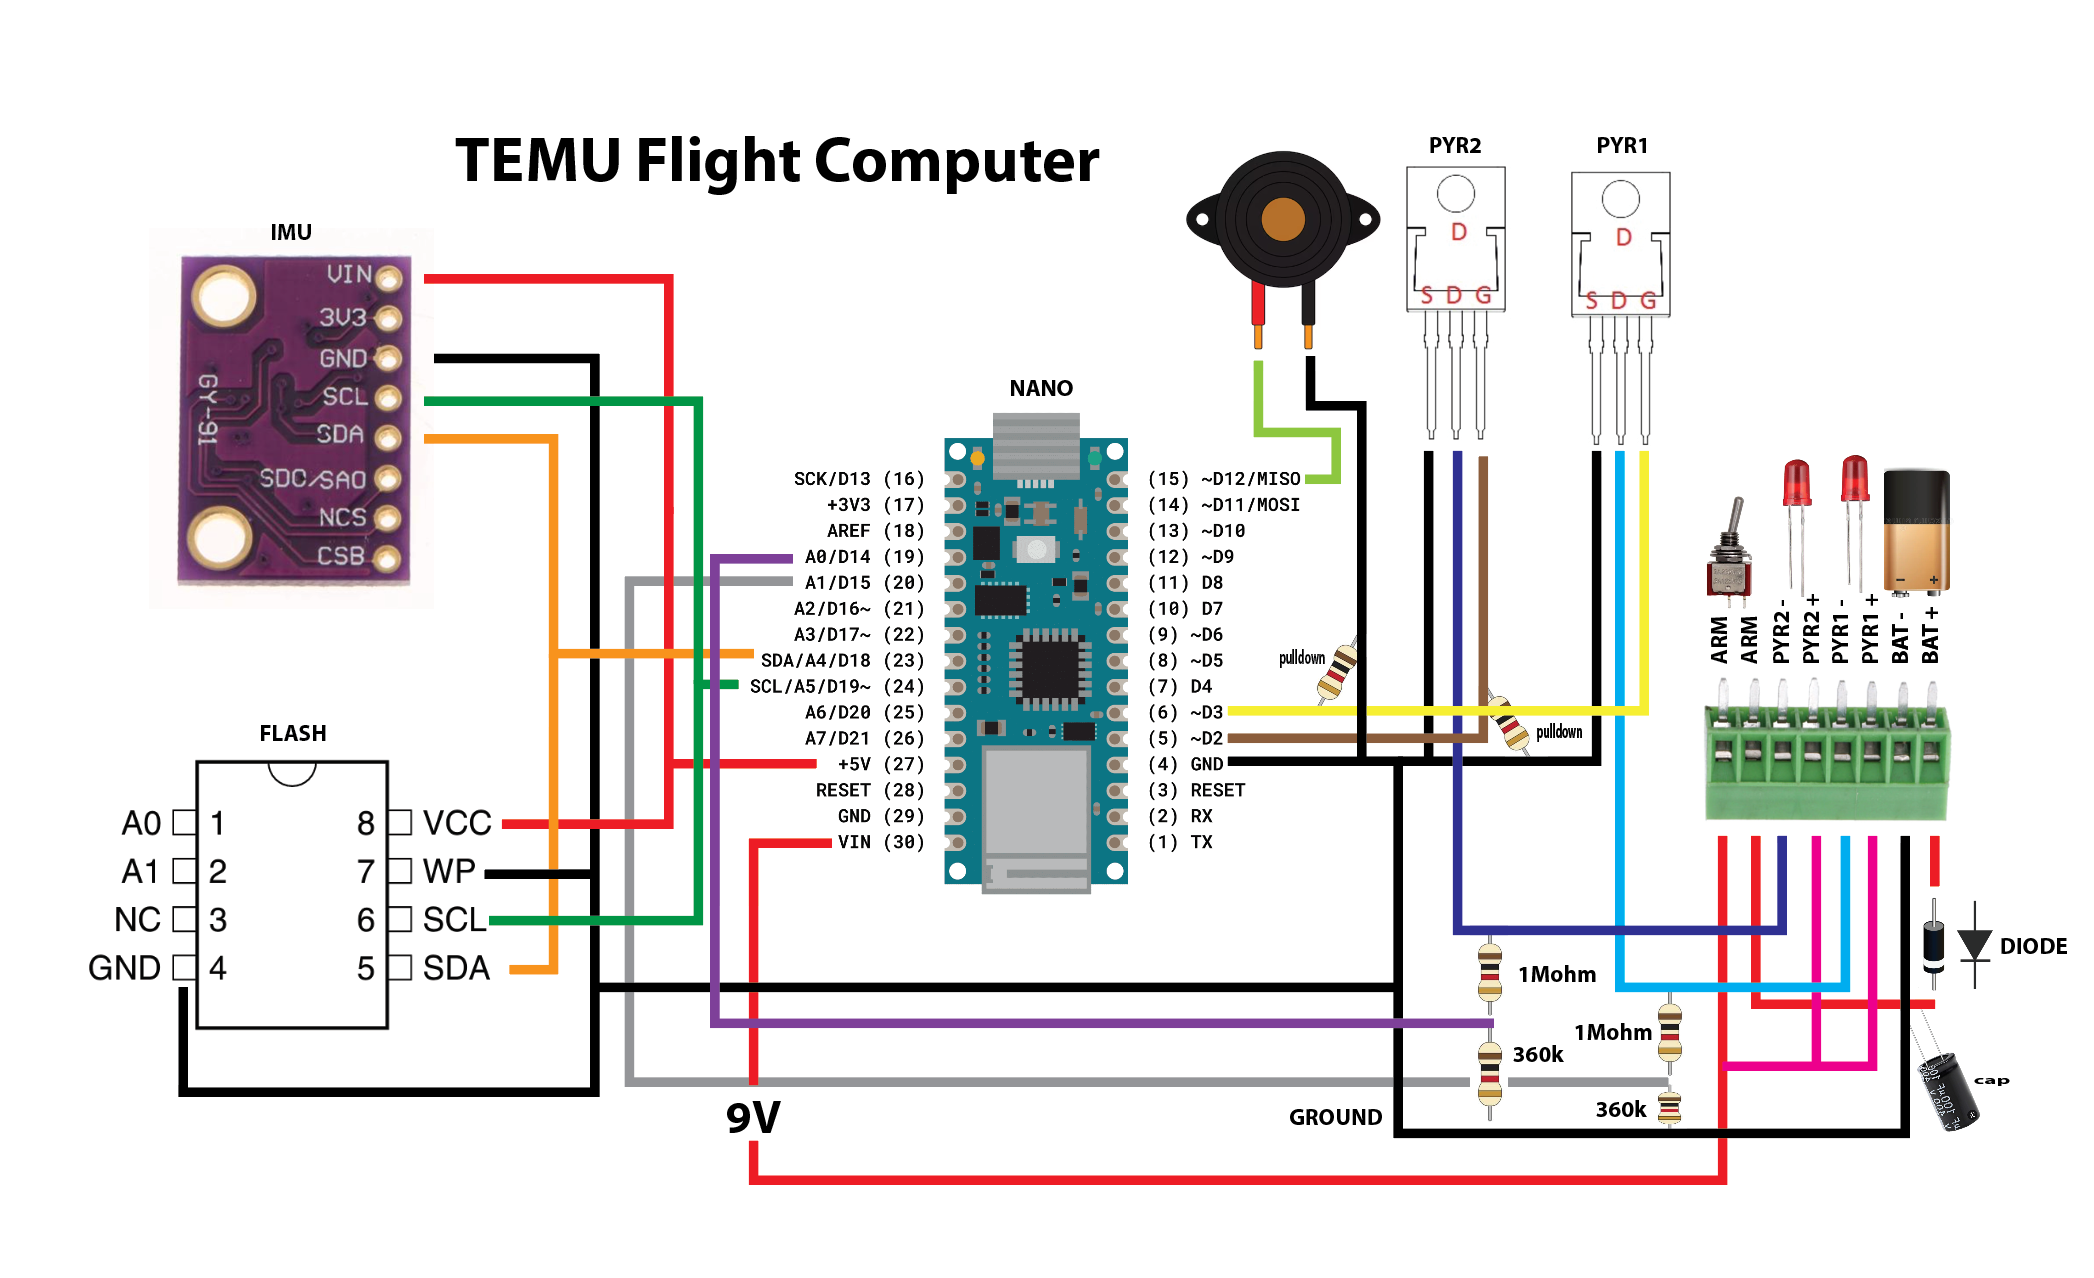 TEMU Flight Computer
IMU
VIN
3V3
GND
SCL
SDA
SDO/SAO
NCS
CSB
GY-91
FLASH
A0 1
A1 2
NC 3
GND 4
8 VCC
7 WP
6 SCL
5 SDA
NANO
SCK/D13 (16)
+3V3 (17)
AREF (18)
A0/D14 (19)
A1/D15 (20)
A2/D16~ (21)
A3/D17~ (22)
SDA/A4/D18 (23)
SCL/A5/D19~ (24)
A6/D20 (25)
A7/D21 (26)
+5V (27)
RESET (28)
GND (29)
VIN (30)
(15) ~D12/MISO
(14) ~D11/MOSI
(13) ~D10
(12) ~D9
(11) D8
(10) D7
(9) ~D6
(8) ~D5
(7) D4
(6) ~D3
(5) ~D2
(4) GND
(3) RESET
(2) RX
(1) TX
PYR2
D
S D G
PYR1
D
S D G
pulldown
pulldown
ARM
ARM
PYR2 -
PYR2 +
PYR1 -
PYR1 +
BAT -
BAT +
- +
DIODE
1Mohm
360k
1Mohm
360k
cap
GROUND
9V